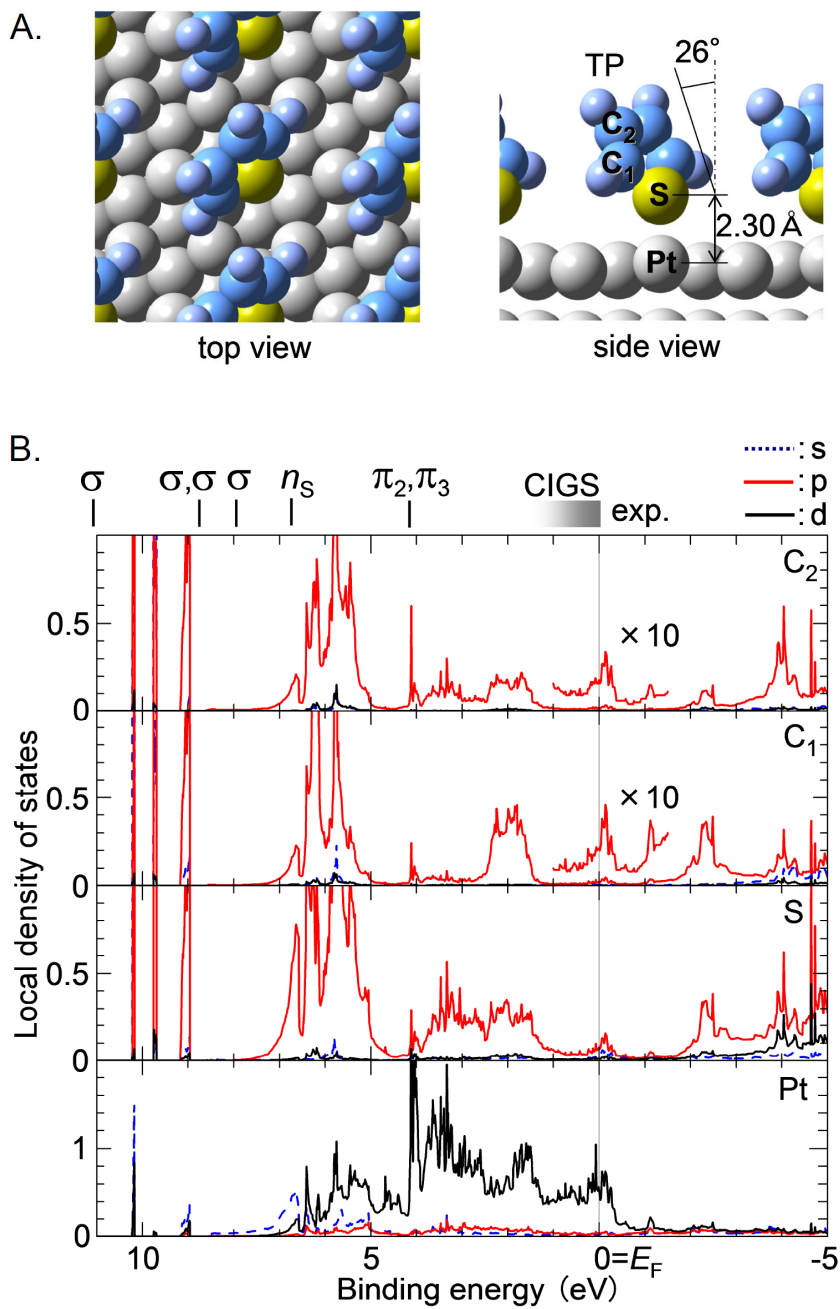 A.
TP
26°
C₂
C₁
S
2.30 Å
Pt
top view
side view
B.
: s
: p
: d
σ
σ,σ
σ
nS
π₂,π₃
CIGS
exp.
C₂
0.5
×10
0
C₁
0.5
×10
0
S
0.5
0
Pt
1
0
Local density of states
10
5
0=EF
-5
Binding energy (eV)